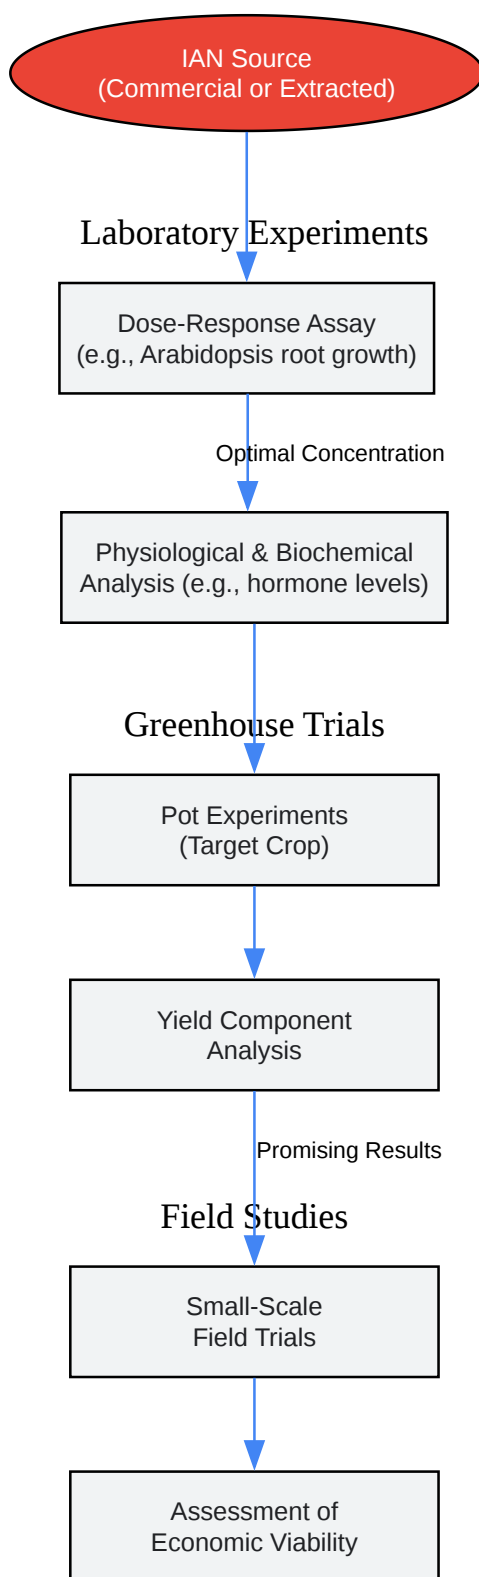 IAN Source
(Commercial or Extracted)
Laboratory Experiments
Dose-Response Assay
(e.g., Arabidopsis root growth)
Optimal Concentration
Physiological & Biochemical
Analysis (e.g., hormone levels)
Greenhouse Trials
Pot Experiments
(Target Crop)
Yield Component
Analysis
Promising Results
Field Studies
Small-Scale
Field Trials
Assessment of
Economic Viability